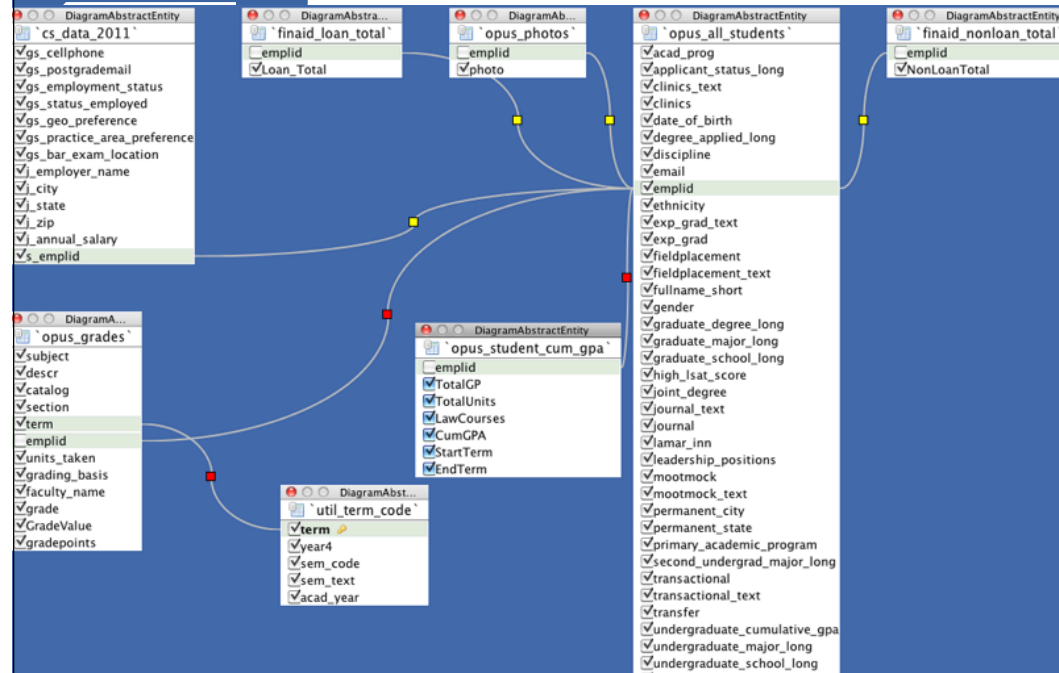 DiagramAbstractEntity
`cs_data_2011`
gs_cellphone
gs_postgrademail
gs_employment_status
gs_status_employed
gs_geo_preference
gs_practice_area_preference
gs_bar_exam_location
j_employer_name
j_city
j_state
j_zip
j_annual_salary
s_emplid
DiagramAbstra...
`finaid_loan_total`
emplid
Loan_Total
DiagramAb...
`opus_photos`
emplid
photo
DiagramAbstractEntity
`opus_all_students`
acad_prog
applicant_status_long
clinics_text
clinics
date_of_birth
degree_applied_long
discipline
email
emplid
ethnicity
exp_grad_text
exp_grad
fieldplacement
fieldplacement_text
fullname_short
gender
graduate_degree_long
graduate_major_long
graduate_school_long
high_lsat_score
joint_degree
journal_text
journal
lamar_inn
leadership_positions
mootmock
mootmock_text
permanent_city
permanent_state
primary_academic_program
second_undergrad_major_long
transactional
transactional_text
transfer
undergraduate_cumulative_gpa
undergraduate_major_long
undergraduate_school_long
DiagramAbstractEntity
`finaid_nonloan_total`
emplid
NonLoanTotal
DiagramA...
`opus_grades`
subject
descr
catalog
section
term
emplid
units_taken
grading_basis
faculty_name
grade
GradeValue
gradepoints
DiagramAbstractEntity
`opus_student_cum_gpa`
emplid
TotalGP
TotalUnits
LawCourses
CumGPA
StartTerm
EndTerm
DiagramAbst...
`util_term_code`
term
year4
sem_code
sem_text
acad_year